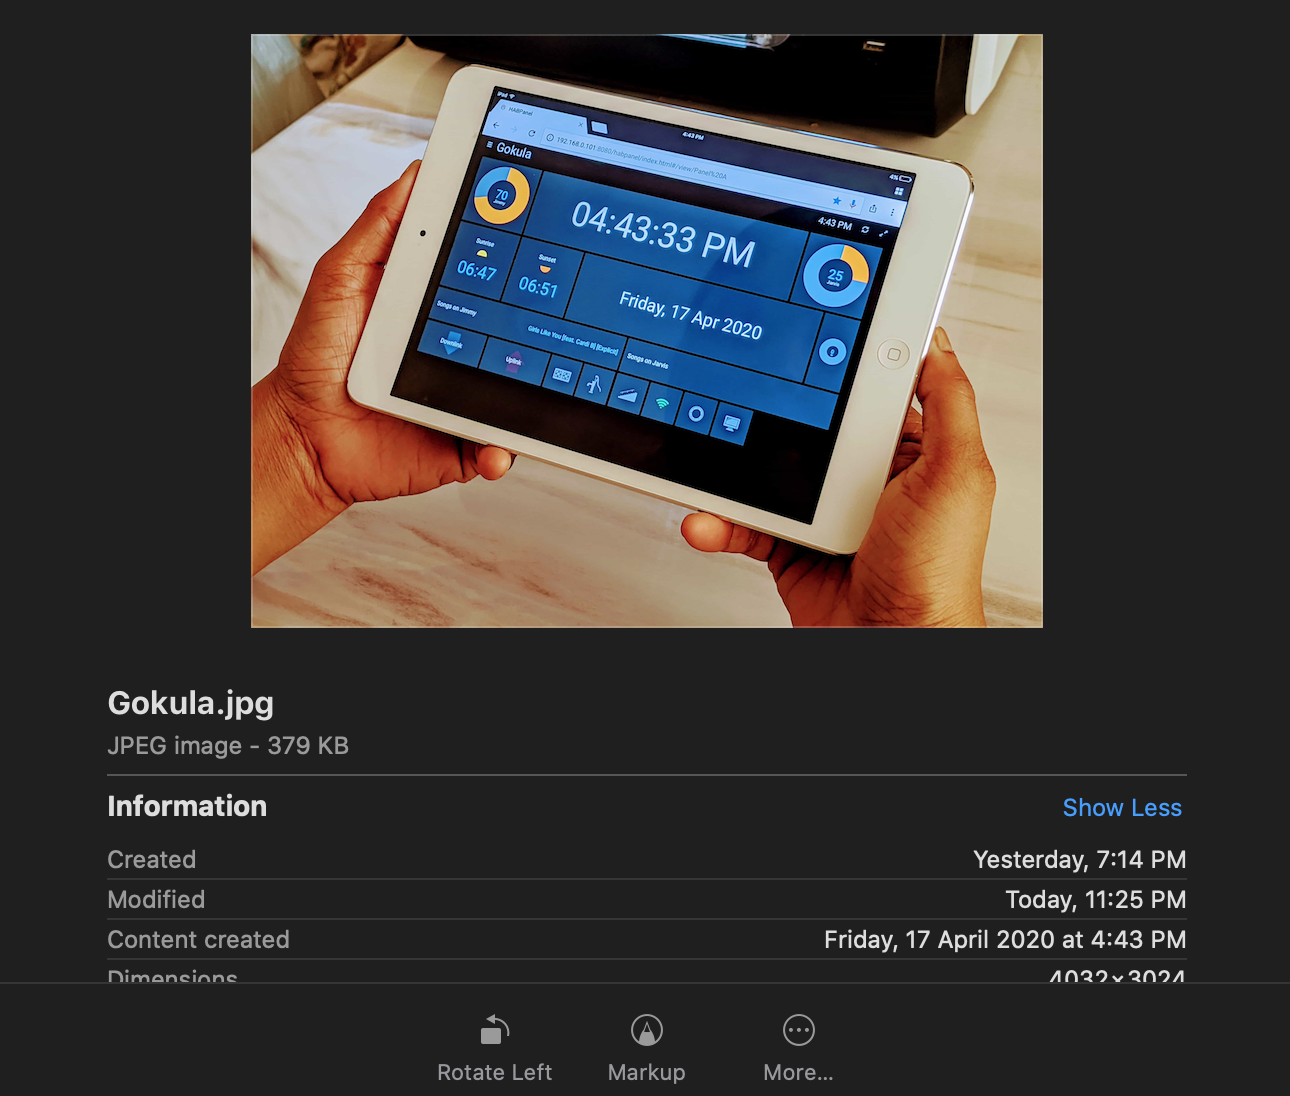 iPad
4:43 PM
4%
HABPanel
192.168.0.101:8080/habpanel/index.html#/view/Panel%20A
Gokula
4:43 PM
70
Jimmy
04:43:33 PM
25
Jarvis
Sunrise
06:47
Sunset
06:51
Friday, 17 Apr 2020
Songs on Jimmy
Girls Like You [feat. Cardi B] [Explicit]
Songs on Jarvis
Downlink
Uplink
Gokula.jpg
JPEG image - 379 KB
Information
Show Less
Created
Yesterday, 7:14 PM
Modified
Today, 11:25 PM
Content created
Friday, 17 April 2020 at 4:43 PM
Dimensions
4032×3024
Rotate Left
Markup
More...